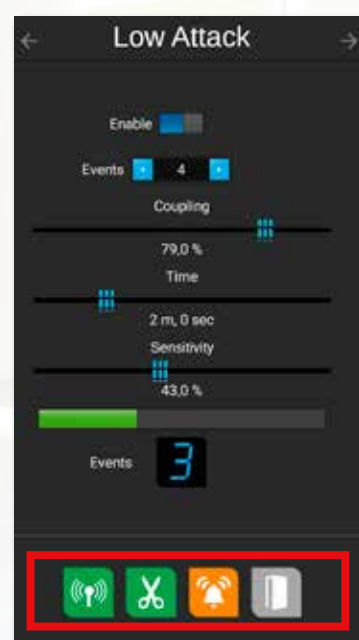 Low Attack
Enable
Events 4
Coupling
79,0 %
Time
2 m, 0 sec
Sensitivity
43,0 %
Events 3